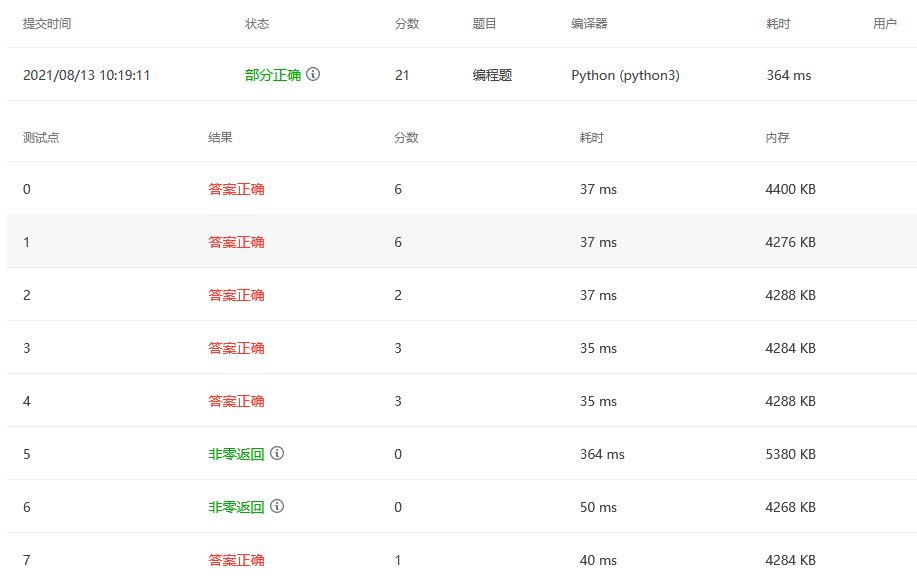 提交时间 状态 分数 题目 编译器 耗时 用户
2021/08/13 10:19:11 部分正确 21 编程题 Python (python3) 364 ms
测试点 结果 分数 耗时 内存
0 答案正确 6 37 ms 4400 KB
1 答案正确 6 37 ms 4276 KB
2 答案正确 2 37 ms 4288 KB
3 答案正确 3 35 ms 4284 KB
4 答案正确 3 35 ms 4288 KB
5 非零返回 0 364 ms 5380 KB
6 非零返回 0 50 ms 4268 KB
7 答案正确 1 40 ms 4284 KB